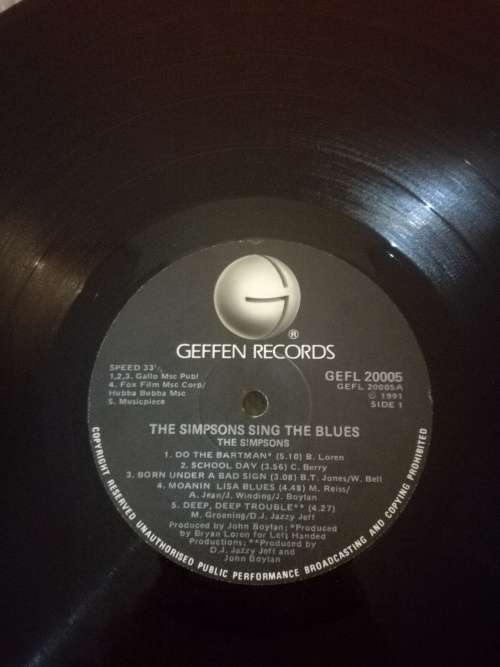 ®
GEFFEN RECORDS
SPEED 33⅓
1,2,3. Gallo Msc Publ
4. Fox Film Msc Corp/
Hubba Bobba Msc
5. Musicpiece
GEFL 20005
GEFL 20005A
© 1991
SIDE 1
THE SIMPSONS SING THE BLUES
THE SIMPSONS
1. DO THE BARTMAN* (5.10) B. Loren
2. SCHOOL DAY (3.56) C. Berry
3. BORN UNDER A BAD SIGN (3.08) B.T. Jones/W. Bell
4. MOANIN LISA BLUES (4.48) M. Reiss/
A. Jean/J. Winding/J. Boylan
5. DEEP, DEEP TROUBLE** (4.27)
M. Groening/D.J. Jazzy Jeff
Produced by John Boylan; *Produced
by Bryan Loren for Left Handed
Productions; **Produced by
D.J. Jazzy Jeff and
John Boylan
COPYRIGHT RESERVED UNAUTHORISED PUBLIC PERFORMANCE BROADCASTING AND COPYING PROHIBITED